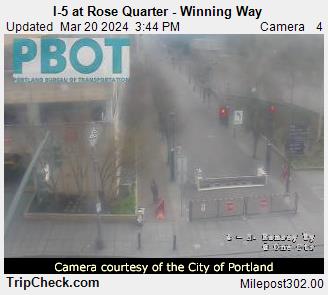 I-5 at Rose Quarter - Winning Way
Updated Mar 20 2024 3:44 PM Camera 4
PBOT
PORTLAND BUREAU OF TRANSPORTATION
Camera courtesy of the City of Portland
TripCheck.com Milepost302.00